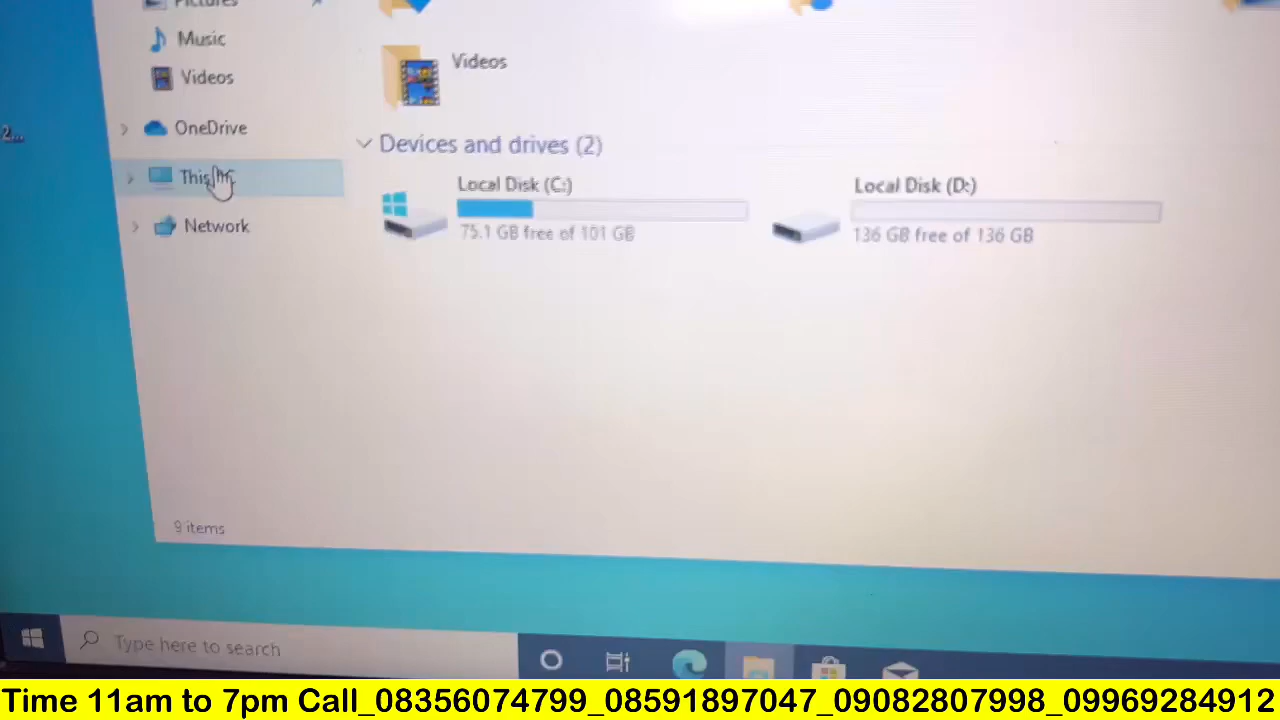 Pictures
Music
Videos
OneDrive
Network
9 items
Videos
Devices and drives (2)
Local Disk (C:)
75.1 GB free of 101 GB
Local Disk (D:)
136 GB free of 136 GB
Type here to search
Time 11am to 7pm Call_08356074799_08591897047_09082807998_09969284912